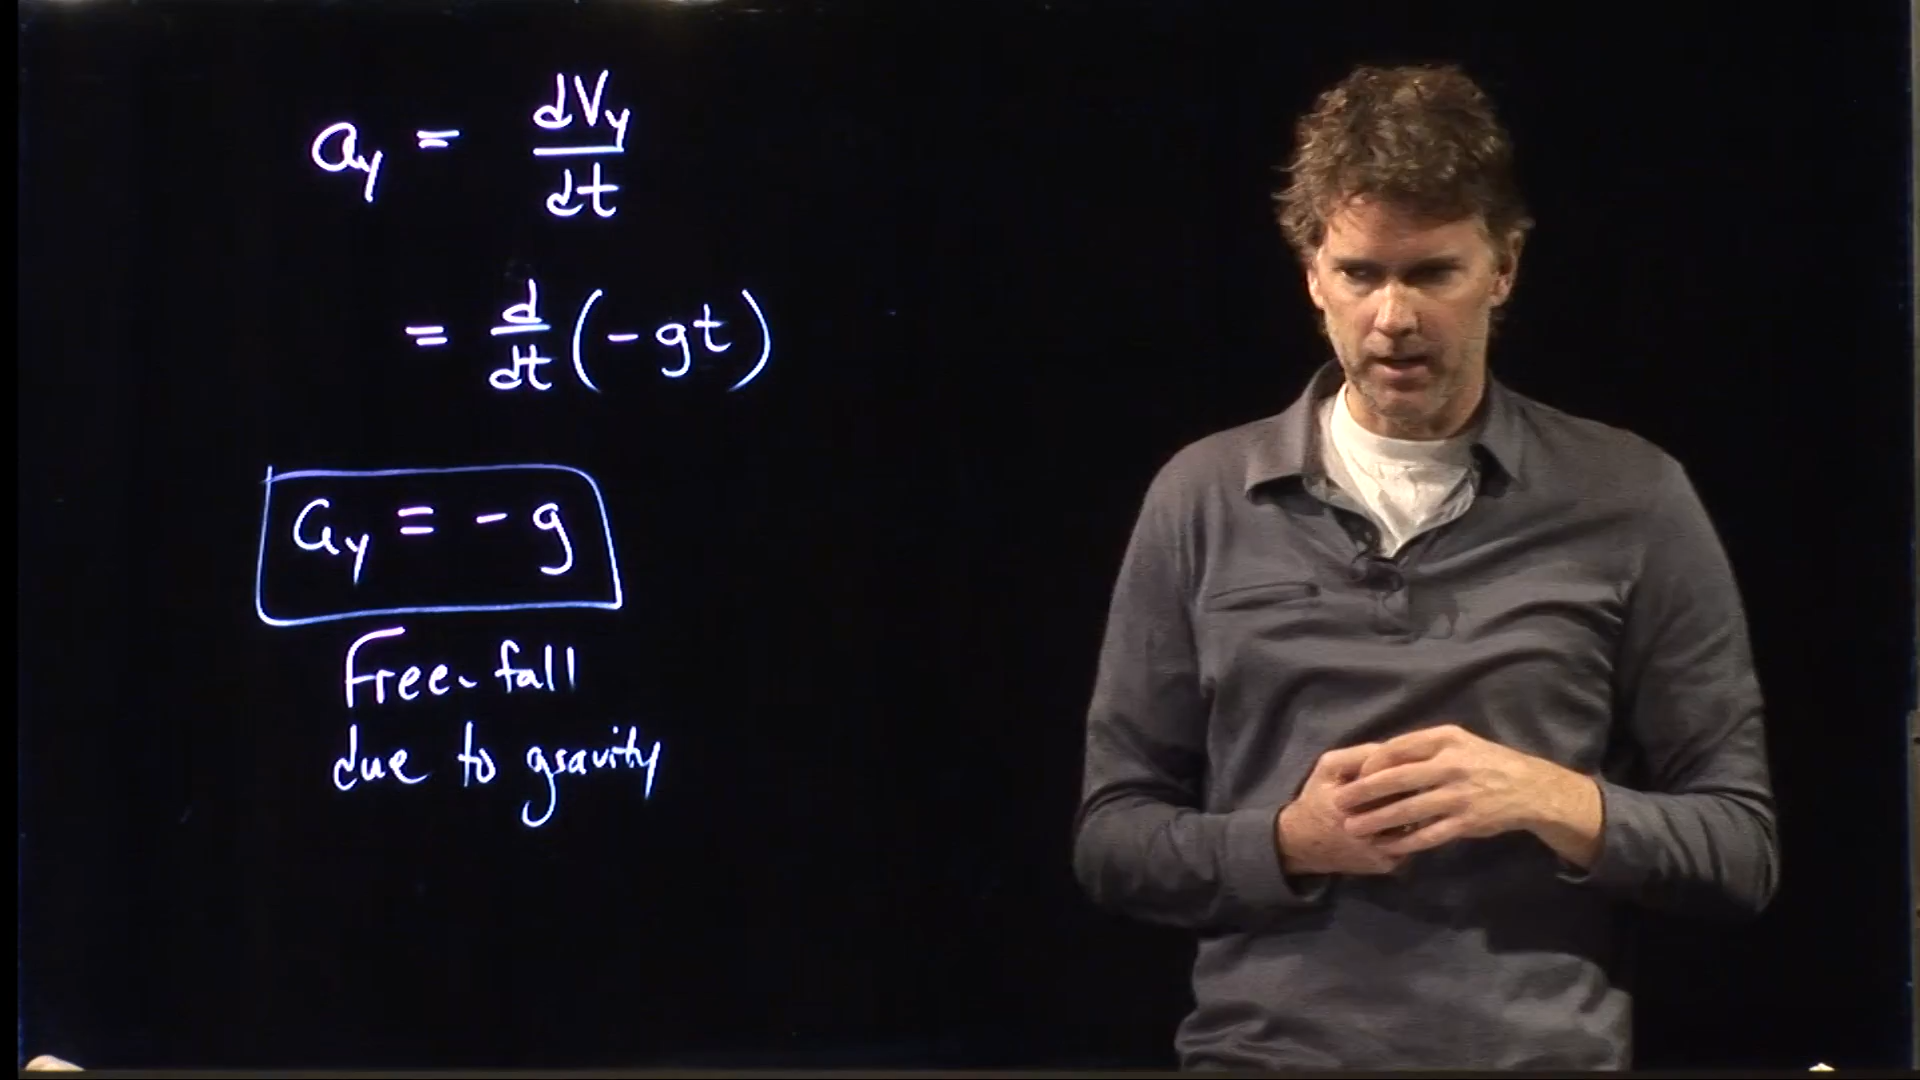 ay = dVy/dt
= d/dt (-gt)
ay = -g
Free-fall
due to gravity